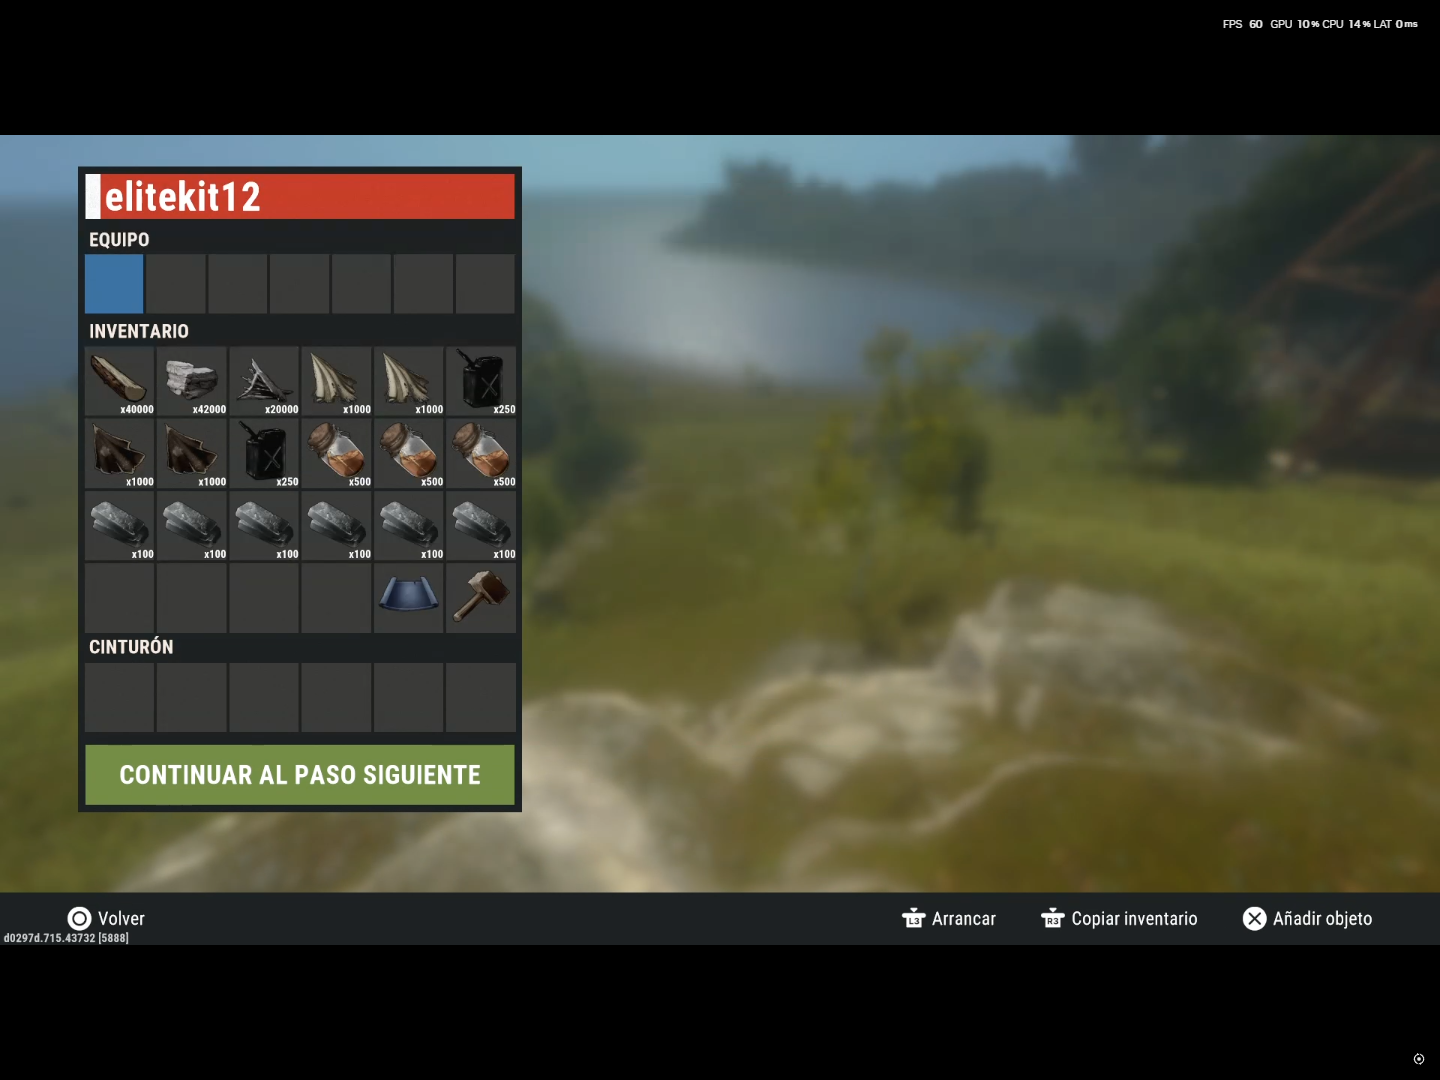 FPS 60 GPU 10% CPU 14% LAT 0ms
elitekit12
EQUIPO
INVENTARIO
x40000 x42000 x20000 x1000 x1000 x250
x1000 x1000 x250 x500 x500 x500
x100 x100 x100 x100 x100 x100
CINTURÓN
CONTINUAR AL PASO SIGUIENTE
Volver L3 Arrancar R3 Copiar inventario Añadir objeto
d0297d.715.43732 [5888]